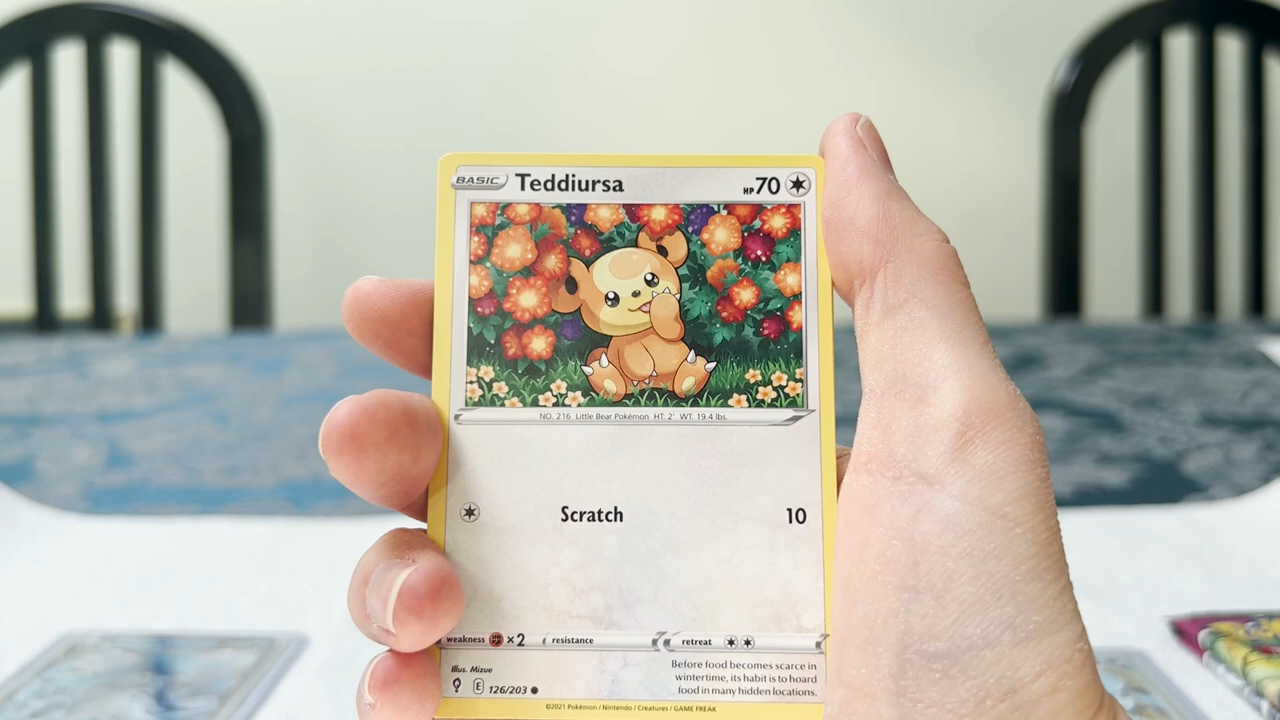 BASIC Teddiursa HP 70
NO. 216 Little Bear Pokémon HT: 2' WT: 19.4 lbs.
Scratch 10
weakness ×2 resistance retreat
Illus. Mizue
Before food becomes scarce in
wintertime, its habit is to hoard
food in many hidden locations.
E 126/203
©2021 Pokémon / Nintendo / Creatures / GAME FREAK